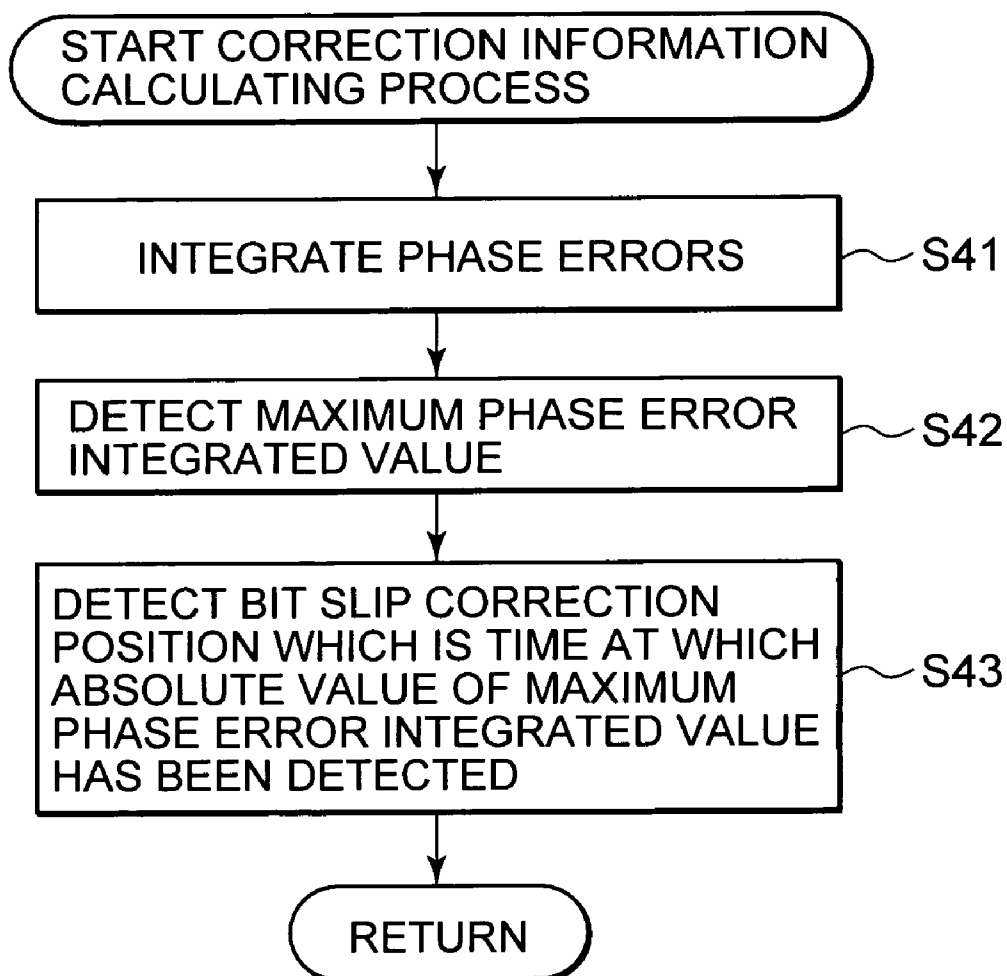 START CORRECTION INFORMATION
CALCULATING PROCESS
INTEGRATE PHASE ERRORS
S41
DETECT MAXIMUM PHASE ERROR
INTEGRATED VALUE
S42
DETECT BIT SLIP CORRECTION
POSITION WHICH IS TIME AT WHICH
ABSOLUTE VALUE OF MAXIMUM
PHASE ERROR INTEGRATED VALUE
HAS BEEN DETECTED
S43
RETURN